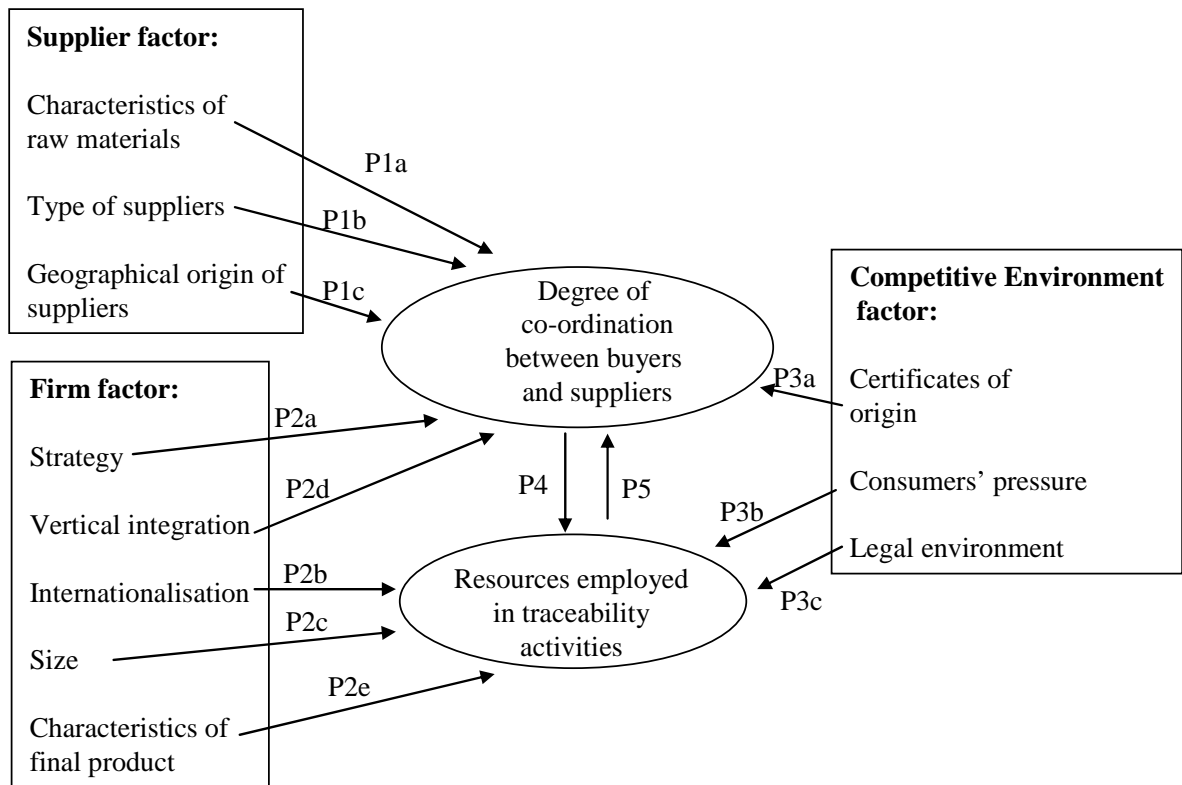 Supplier factor:
Characteristics of
raw materials
P1a
Type of suppliers
P1b
Geographical origin of
suppliers
P1c
Degree of
co-ordination
between buyers
and suppliers
Competitive Environment
factor:
P3a
Certificates of
origin
Consumers’ pressure
P3b
Legal environment
P3c
Firm factor:
P2a
Strategy
P2d
Vertical integration
P4
P5
P2b
Internationalisation
P2c
Size
P2e
Characteristics of
final product
Resources employed
in traceability
activities